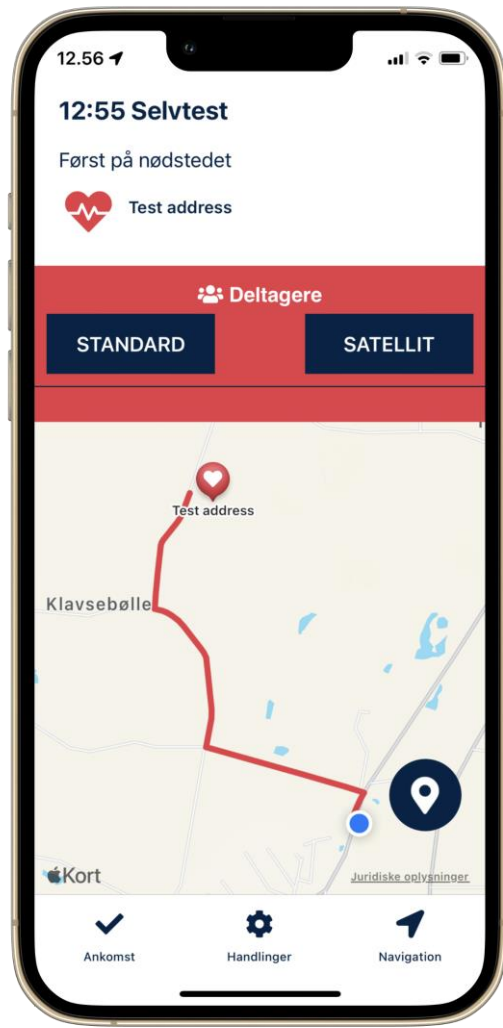 12.56
12:55 Selvtest
Først på nødstedet
Test address
Deltagere
STANDARD
SATELLIT
Test address
Klavsebølle
Kort
Juridiske oplysninger
Ankomst
Handlinger
Navigation